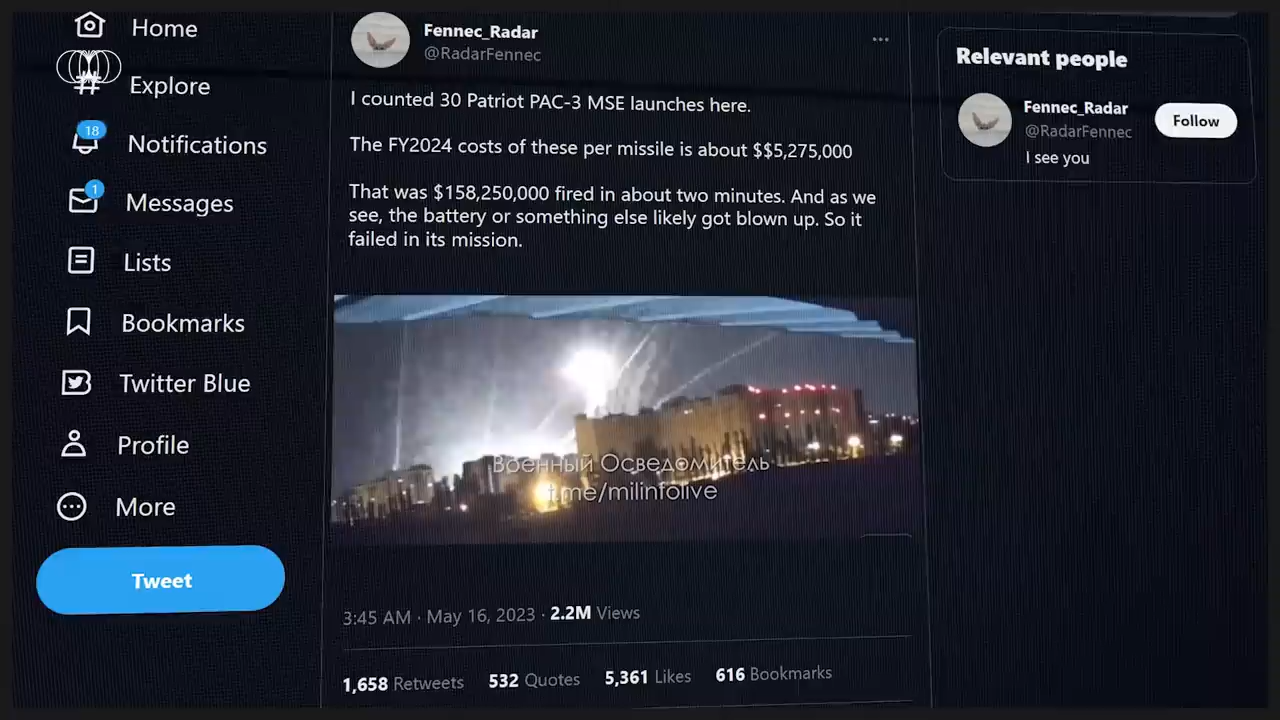 Home
Explore
18
Notifications
1
Messages
Lists
Bookmarks
Twitter Blue
Profile
More
Tweet
Fennec_Radar
@RadarFennec
I counted 30 Patriot PAC-3 MSE launches here.
The FY2024 costs of these per missile is about $$5,275,000
That was $158,250,000 fired in about two minutes. And as we
see, the battery or something else likely got blown up. So it
failed in its mission.
Военный Осведомитель
t.me/milinfolive
3:45 AM · May 16, 2023 · 2.2M Views
1,658 Retweets 532 Quotes 5,361 Likes 616 Bookmarks
Relevant people
Fennec_Radar
@RadarFennec
Follow
I see you